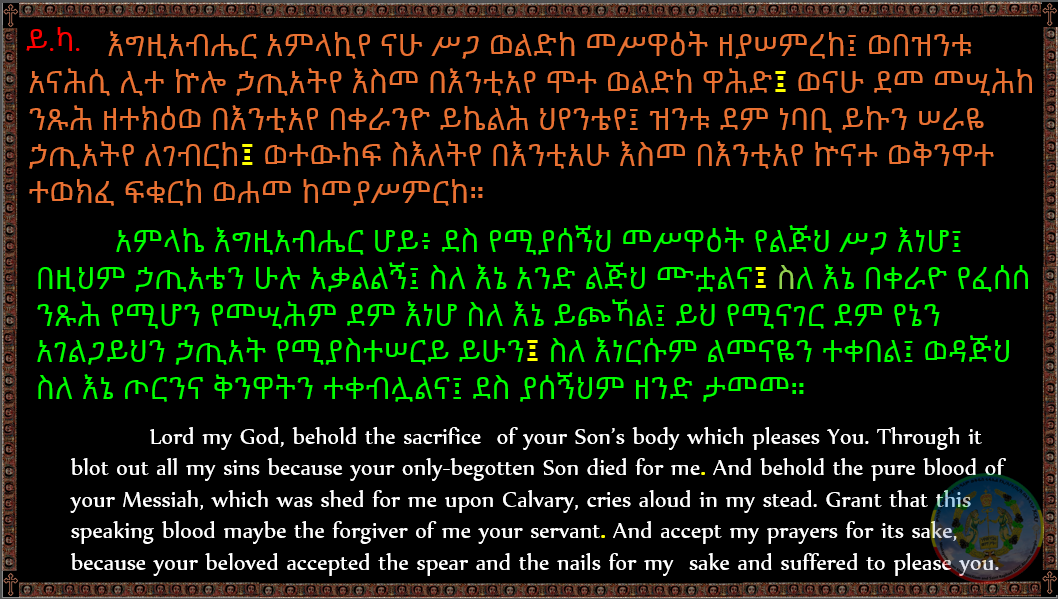 ይ.ካ. እግዚአብሔር አምላኪየ ናሁ ሥጋ ወልድከ መሥዋዕት ዘያሠምረከ፤ ወበዝንቱ
አናሕሲ ሊተ ኵሎ ኃጢአትየ እስመ በእንቲአየ ሞተ ወልድከ ዋሕድ፤ ወናሁ ደመ መሢሕከ
ንጹሕ ዘተክዕወ በእንቲአየ በቀራንዮ ይኬልሕ ህየንቴየ፤ ዝንቱ ደም ነባቢ ይኩን ሠራዬ
ኃጢአትየ ለገብርከ፤ ወተውከፍ ስእለትየ በእንቲአሁ እስመ በእንቲአየ ኵናተ ወቅንዋተ
ተወክፈ ፍቁርከ ወሐመ ከመያሥምርከ።
አምላኬ እግዚአብሔር ሆይ፥ ደስ የሚያሰኝህ መሥዋዕት የልጅህ ሥጋ እነሆ፤
በዚህም ኃጢአቴን ሁሉ አቃልልኝ፤ ስለ እኔ አንድ ልጅህ ሙቷልና፤ ስለ እኔ በቀራዮ የፈሰሰ
ንጹሕ የሚሆን የመሢሕም ደም እነሆ ስለ እኔ ይጮኻል፤ ይህ የሚናገር ደም የኔን
አገልጋይህን ኃጢአት የሚያስተሠርይ ይሁን፤ ስለ እነርሱም ልመናዬን ተቀበል፤ ወዳጅህ
ስለ እኔ ጦርንና ቅንዋትን ተቀብሏልና፤ ደስ ያሰኝህም ዘንድ ታመመ።
Lord my God, behold the sacrifice of your Son's body which pleases You. Through it
blot out all my sins because your only-begotten Son died for me. And behold the pure blood of
your Messiah, which was shed for me upon Calvary, cries aloud in my stead. Grant that this
speaking blood maybe the forgiver of me your servant. And accept my prayers for its sake,
because your beloved accepted the spear and the nails for my sake and suffered to please you.